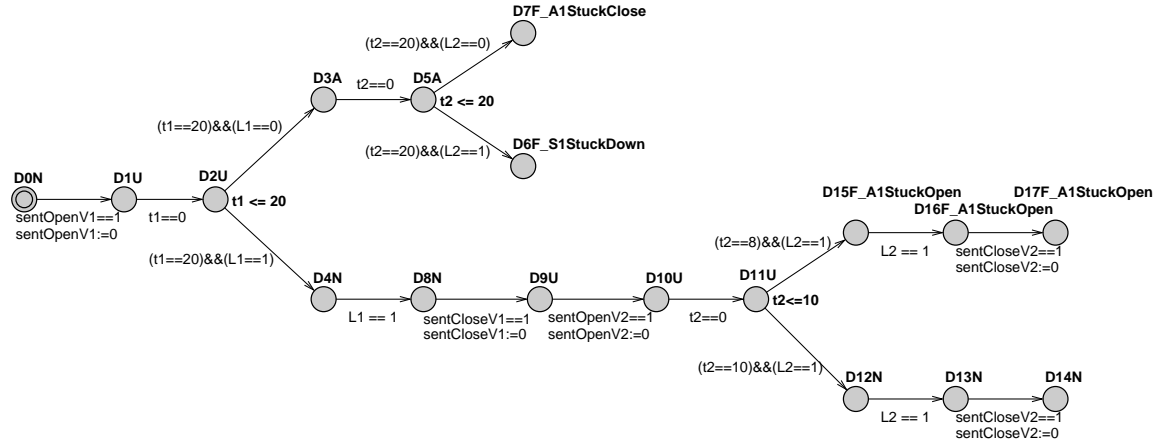 D7F_A1StuckClose
(t2==20)&&(L2==0)
D3A
t2==0
D5A
t2 <= 20
(t1==20)&&(L1==0)
(t2==20)&&(L2==1)
D6F_S1StuckDown
D0N
D1U
D2U
t1 <= 20
sentOpenV1==1
sentOpenV1:=0
t1==0
D15F_A1StuckOpen
D17F_A1StuckOpen
D16F_A1StuckOpen
(t2==8)&&(L2==1)
L2 == 1
sentCloseV2==1
sentCloseV2:=0
(t1==20)&&(L1==1)
D4N
D8N
D9U
D10U
D11U
t2<=10
L1 == 1
sentCloseV1==1
sentCloseV1:=0
sentOpenV2==1
sentOpenV2:=0
t2==0
(t2==10)&&(L2==1)
D12N
D13N
D14N
L2 == 1
sentCloseV2==1
sentCloseV2:=0